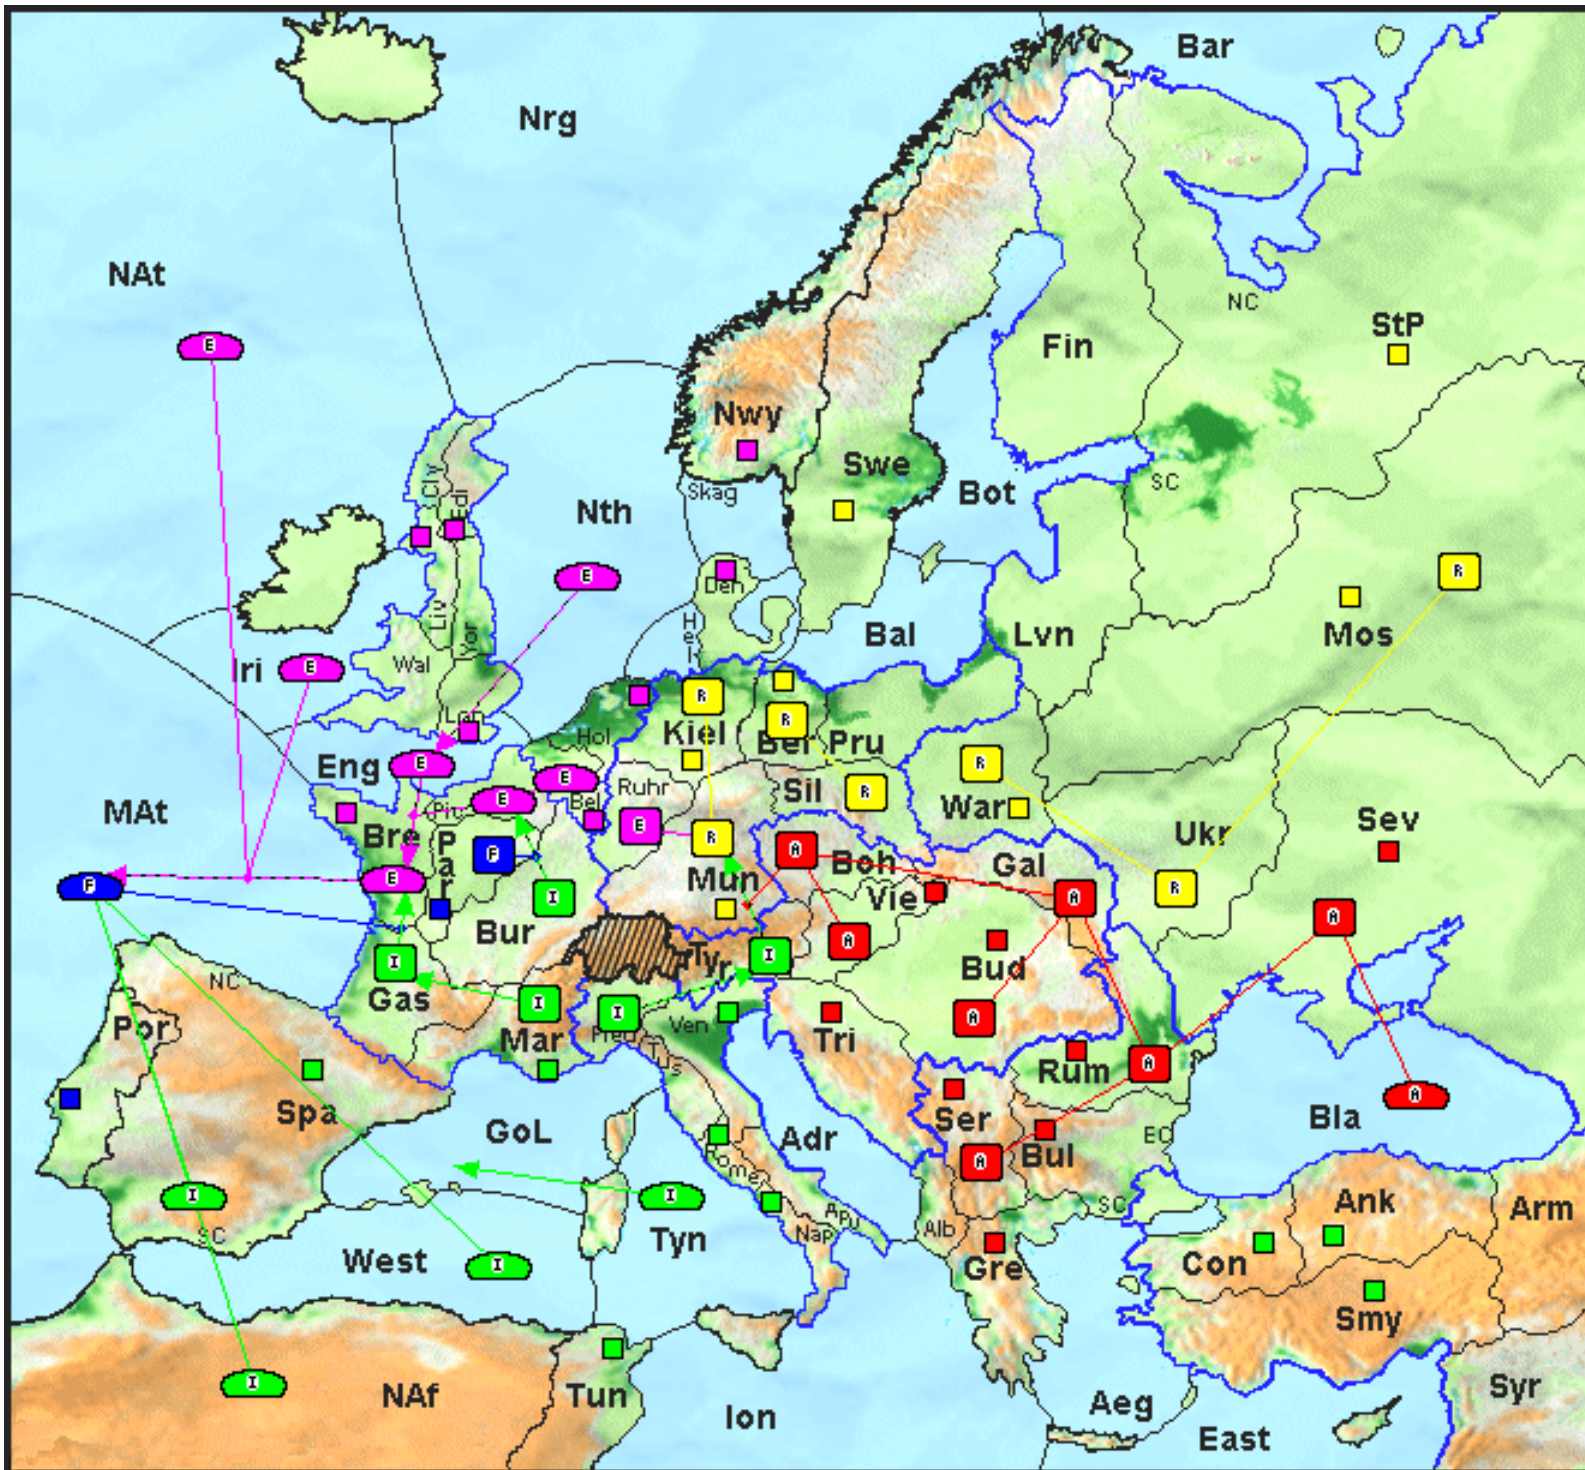 Bar
Nrg
NAt
NC
StP
Fin
Nwy
Swe
SC
Bot
Skag
Cly
Edl
Nth
Den
Hel
Liv
Yor
Iri
Wal
Bal
Lvn
Mos
Lon
Hol
Kiel
Ber
Pru
Eng
Ruhr
Sil
War
MAt
Pic
Bel
Bre
Par
Ukr
Sev
Boh
Gal
Mun
Vie
Bur
Tyr
Bud
NC
Gas
Por
Mar
Pied
Ven
Tus
Tri
Rum
Spa
GoL
Rome
Adr
Ser
Bul
EC
Bla
SC
West
Tyn
Nap
Apu
Alb
SC
Gre
Con
Ank
Arm
Smy
NAf
Tun
Ion
Aeg
East
Syr
E
E
E
E
E
E
E
E
R
R
R
R
R
R
R
F
F
I
I
I
I
I
I
I
I
I
A
A
A
A
A
A
A
A